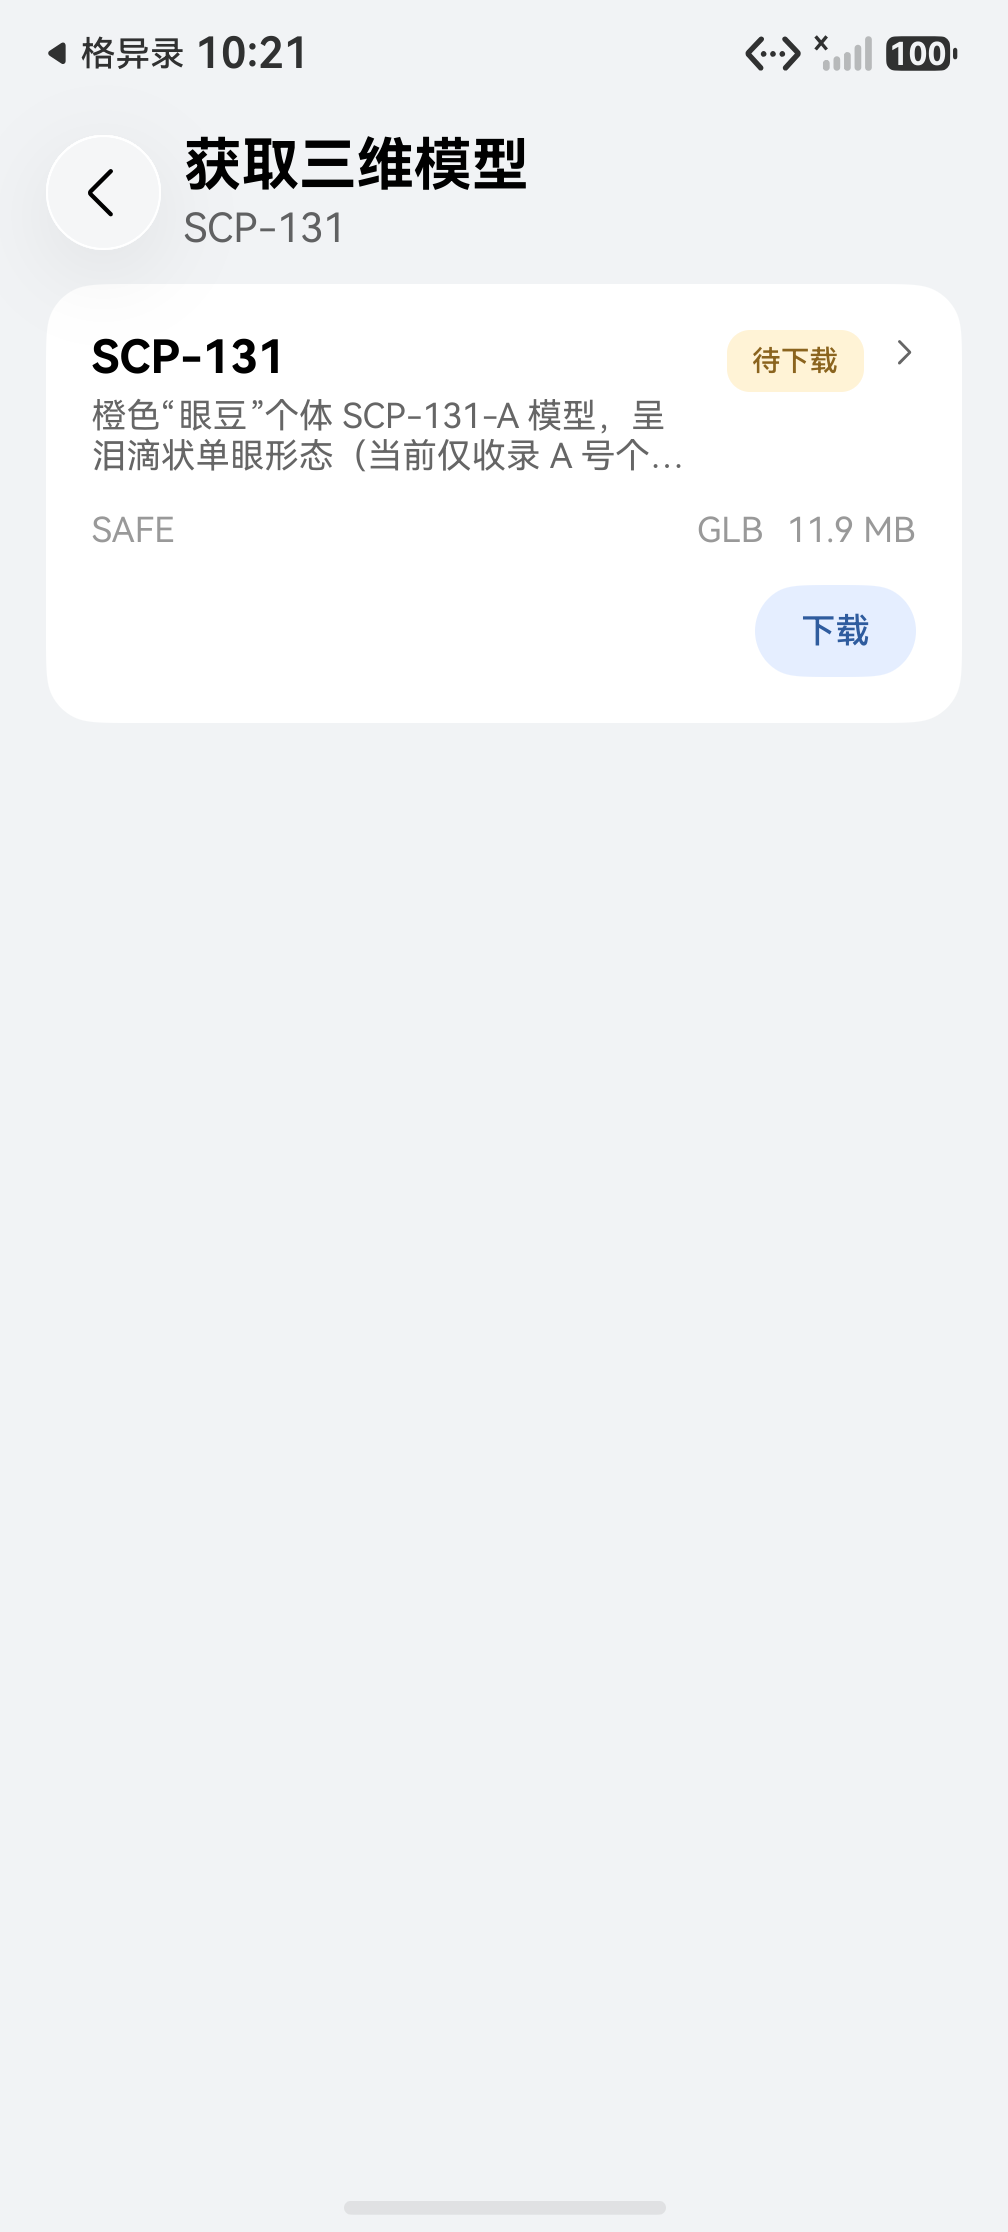 格异录 10:21
100
获取三维模型
SCP-131
SCP-131
待下载
橙色“眼豆”个体 SCP-131-A 模型，呈
泪滴状单眼形态（当前仅收录 A 号个…
SAFE
GLB 11.9 MB
下载